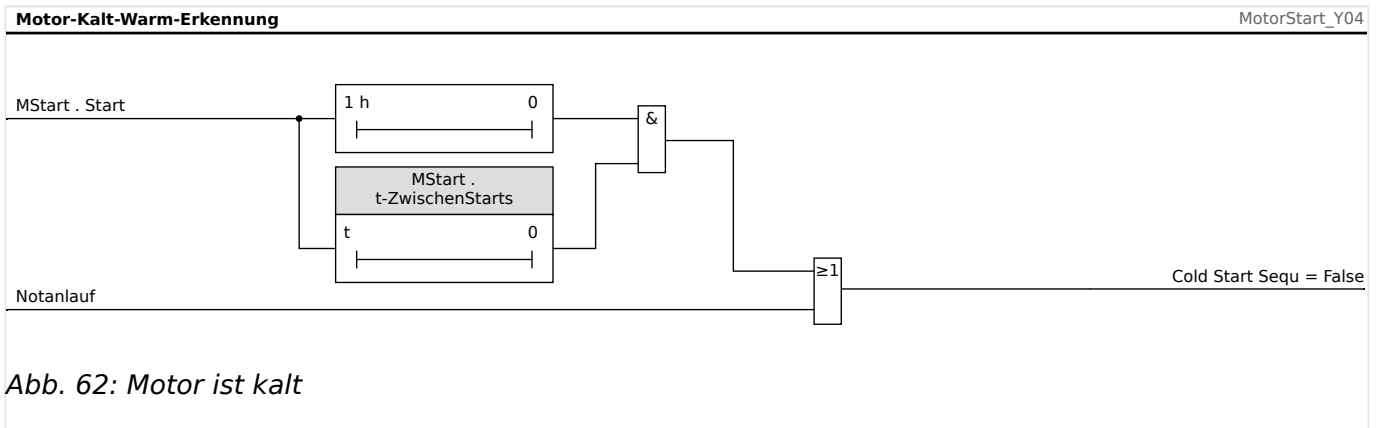 Motor-Kalt-Warm-Erkennung
MotorStart_Y04
MStart . Start
1 h 0
&
MStart .
t-ZwischenStarts
t 0
≥1
Cold Start Sequ = False
Notanlauf
Abb. 62: Motor ist kalt